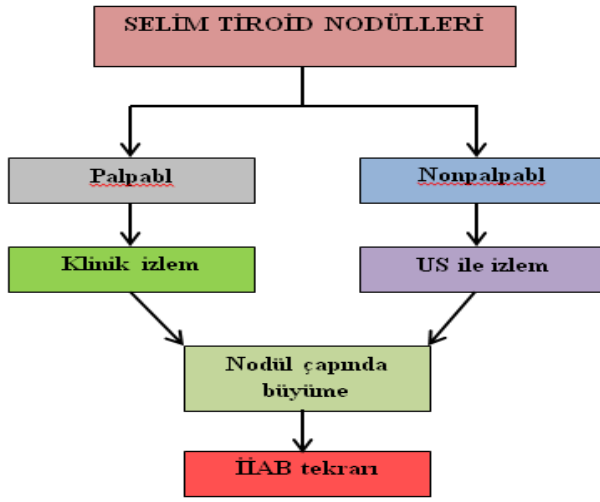 SELİM TİROİD NODÜLLERİ
Palpabl
Nonpalpabl
Klinik izlem
US ile izlem
Nodül çapında
büyüme
İİAB tekrarı